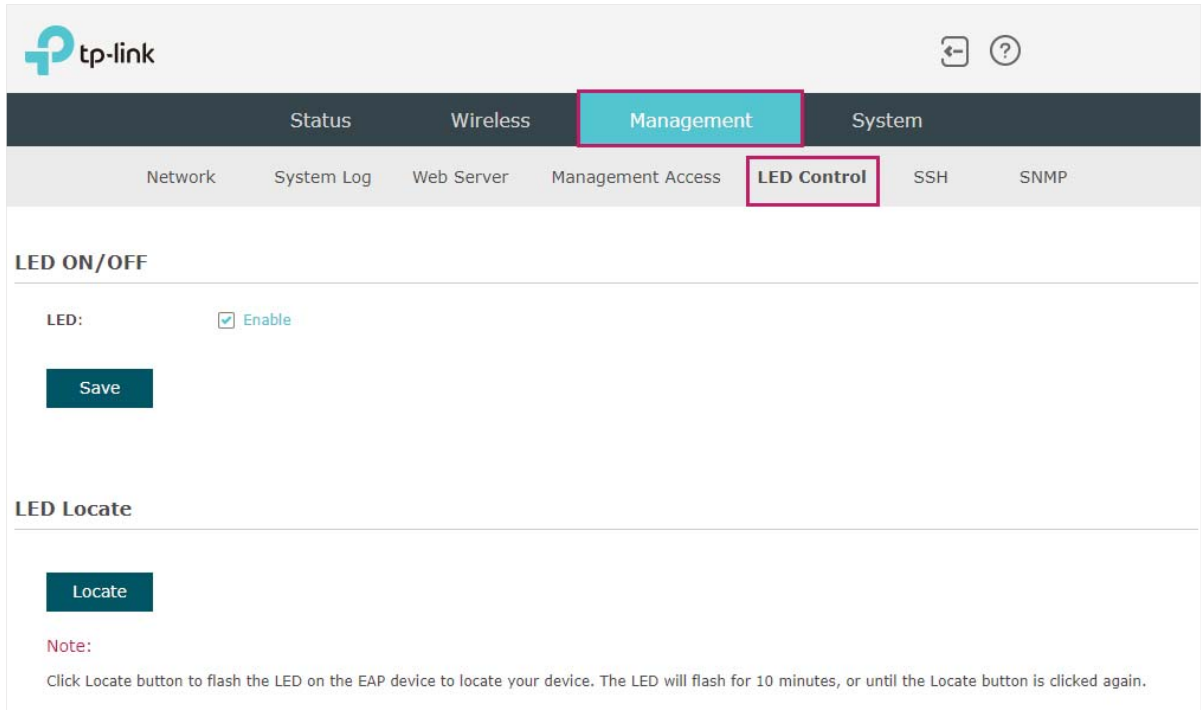 tp-link
?
Status Wireless Management System
Network System Log Web Server Management Access LED Control SSH SNMP
LED ON/OFF
LED: Enable
Save
LED Locate
Locate
Note:
Click Locate button to flash the LED on the EAP device to locate your device. The LED will flash for 10 minutes, or until the Locate button is clicked again.